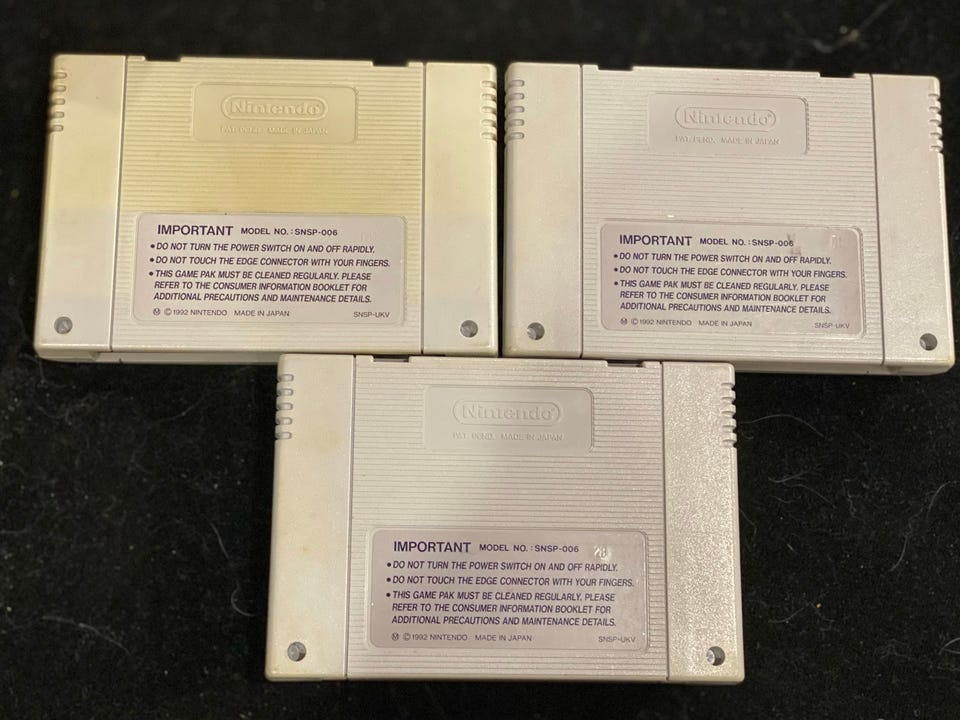 Nintendo®
PAT. PEND. MADE IN JAPAN
IMPORTANT MODEL NO.: SNSP-006
•DO NOT TURN THE POWER SWITCH ON AND OFF RAPIDLY.
•DO NOT TOUCH THE EDGE CONNECTOR WITH YOUR FINGERS.
•THIS GAME PAK MUST BE CLEANED REGULARLY. PLEASE
REFER TO THE CONSUMER INFORMATION BOOKLET FOR
ADDITIONAL PRECAUTIONS AND MAINTENANCE DETAILS.
Ⓜ ©1992 NINTENDO MADE IN JAPAN SNSP-UKV
Nintendo®
PAT. PEND. MADE IN JAPAN
IMPORTANT MODEL NO.: SNSP-006
•DO NOT TURN THE POWER SWITCH ON AND OFF RAPIDLY.
•DO NOT TOUCH THE EDGE CONNECTOR WITH YOUR FINGERS.
•THIS GAME PAK MUST BE CLEANED REGULARLY. PLEASE
REFER TO THE CONSUMER INFORMATION BOOKLET FOR
ADDITIONAL PRECAUTIONS AND MAINTENANCE DETAILS.
Ⓜ ©1992 NINTENDO MADE IN JAPAN SNSP-UKV
Nintendo®
PAT. PEND. MADE IN JAPAN
IMPORTANT MODEL NO.: SNSP-006 28
•DO NOT TURN THE POWER SWITCH ON AND OFF RAPIDLY.
•DO NOT TOUCH THE EDGE CONNECTOR WITH YOUR FINGERS.
•THIS GAME PAK MUST BE CLEANED REGULARLY. PLEASE
REFER TO THE CONSUMER INFORMATION BOOKLET FOR
ADDITIONAL PRECAUTIONS AND MAINTENANCE DETAILS.
Ⓜ ©1992 NINTENDO MADE IN JAPAN SNSP-UKV